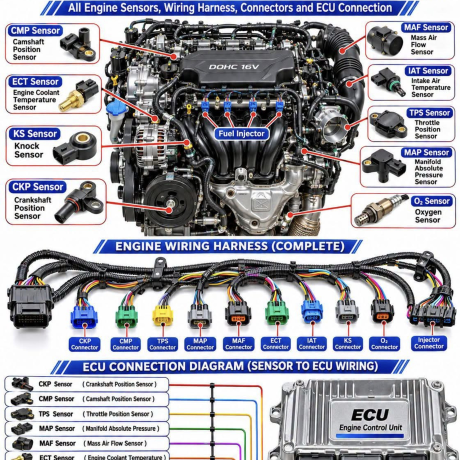 All Engine Sensors, Wiring Harness, Connectors and ECU Connection
CMP Sensor
Camshaft
Position
Sensor
ECT Sensor
Engine Coolant
Temperature
Sensor
KS Sensor
Knock
Sensor
CKP Sensor
Crankshaft
Position
Sensor
DOHC 16V
Fuel Injector
MAF Sensor
Mass Air
Flow
Sensor
IAT Sensor
Intake Air
Temperature
Sensor
TPS Sensor
Throttle
Position
Sensor
MAP Sensor
Manifold
Absolute
Pressure
Sensor
O₂ Sensor
Oxygen
Sensor
ENGINE WIRING HARNESS (COMPLETE)
CKP
Connector
CMP
Connector
TPS
Connector
MAP
Connector
MAF
Connector
ECT
Connector
IAT
Connector
KS
Connector
O₂
Connector
Injector
Connector
ECU CONNECTION DIAGRAM (SENSOR TO ECU WIRING)
CKP Sensor ( Crankshaft Position Sensor )
CMP Sensor ( Camshaft Position Sensor )
TPS Sensor ( Throttle Position Sensor )
MAP Sensor ( Manifold Absolute Pressure )
MAF Sensor ( Mass Air Flow Sensor )
ECT Sensor ( Engine Coolant Temperature )
ECU
Engine Control Unit